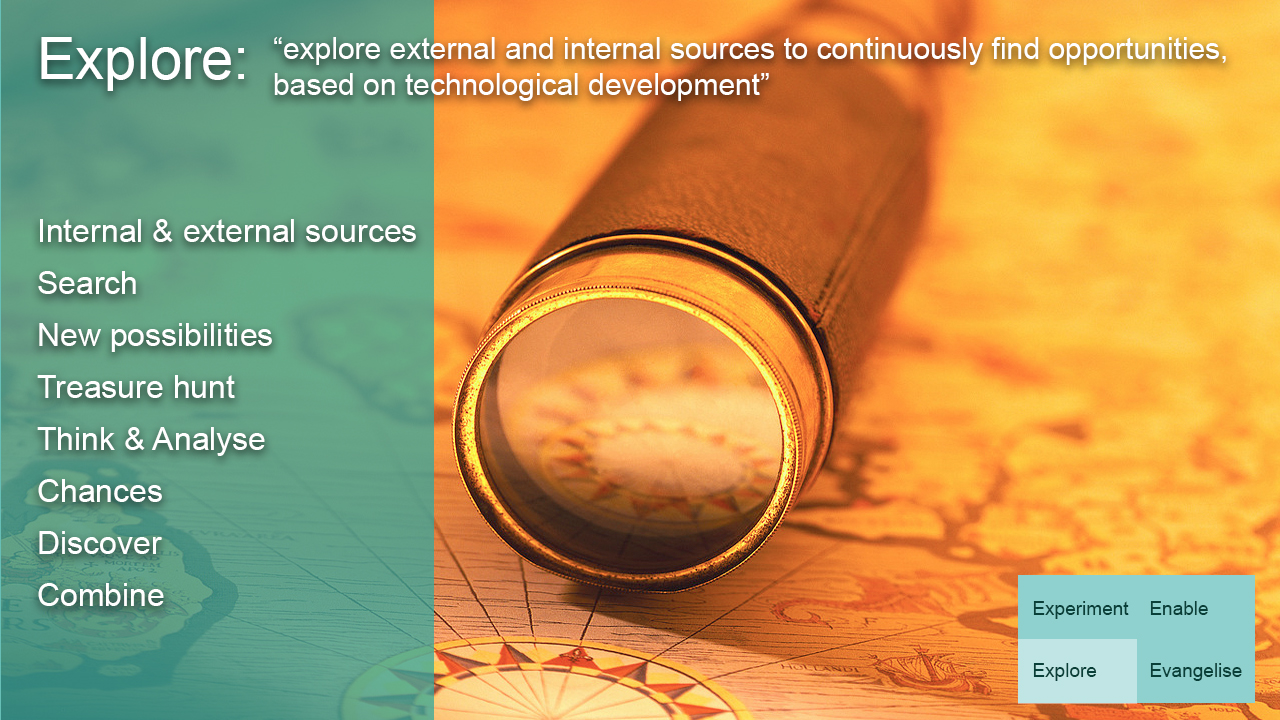 Explore:
“explore external and internal sources to continuously find opportunities,
based on technological development”
Internal & external sources
Search
New possibilities
Treasure hunt
Think & Analyse
Chances
Discover
Combine
Experiment Enable
Explore Evangelise
HOLLANDI